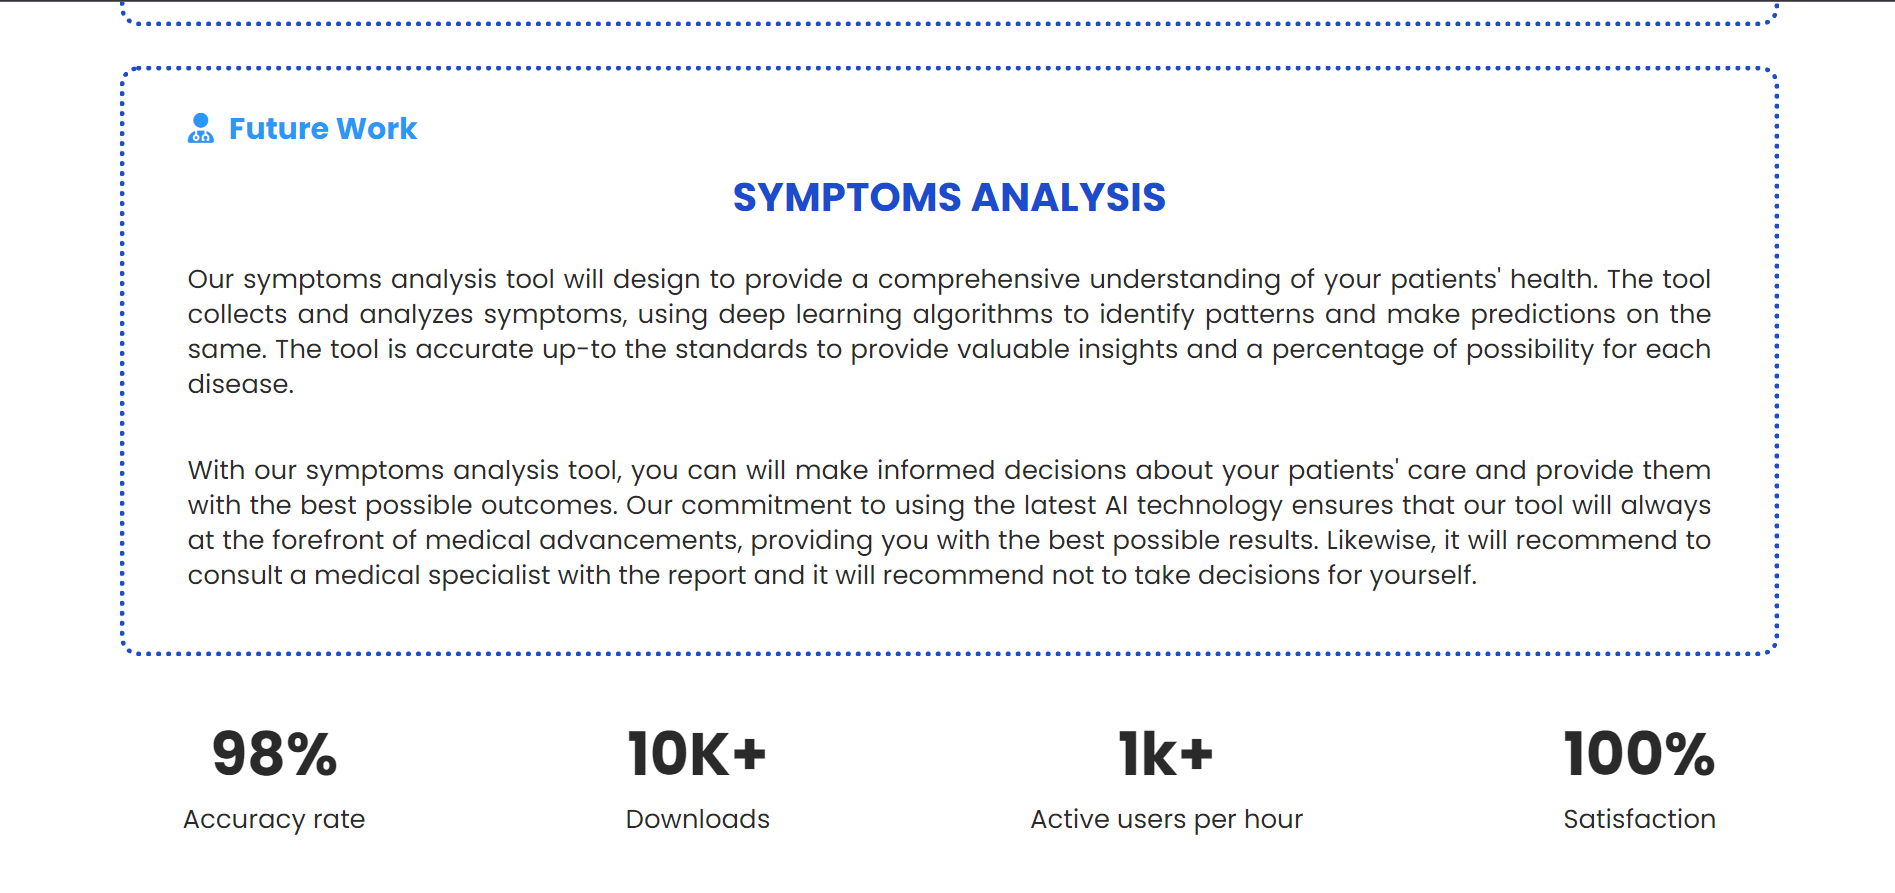 Future Work
SYMPTOMS ANALYSIS
Our symptoms analysis tool will design to provide a comprehensive understanding of your patients' health. The tool
collects and analyzes symptoms, using deep learning algorithms to identify patterns and make predictions on the
same. The tool is accurate up-to the standards to provide valuable insights and a percentage of possibility for each
disease.
With our symptoms analysis tool, you can will make informed decisions about your patients' care and provide them
with the best possible outcomes. Our commitment to using the latest AI technology ensures that our tool will always
at the forefront of medical advancements, providing you with the best possible results. Likewise, it will recommend to
consult a medical specialist with the report and it will recommend not to take decisions for yourself.
98% 10K+ 1k+ 100%
Accuracy rate Downloads Active users per hour Satisfaction